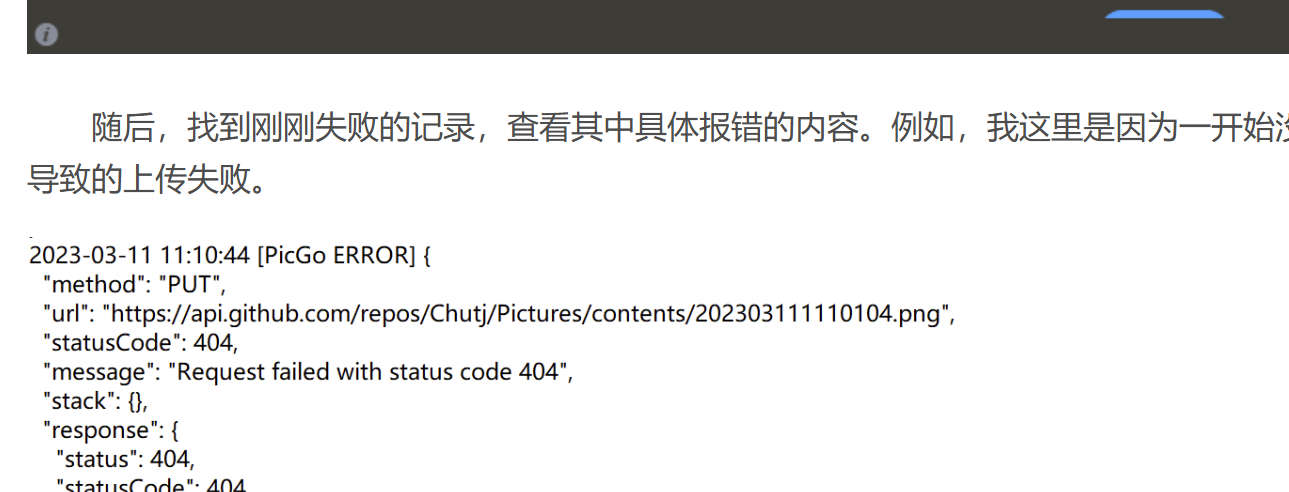 随后，找到刚刚失败的记录，查看其中具体报错的内容。例如，我这里是因为一开始没
导致的上传失败。
2023-03-11 11:10:44 [PicGo ERROR] {
"method": "PUT",
"url": "https://api.github.com/repos/Chutj/Pictures/contents/202303111110104.png",
"statusCode": 404,
"message": "Request failed with status code 404",
"stack": {},
"response": {
"status": 404,
"statusCode": 404